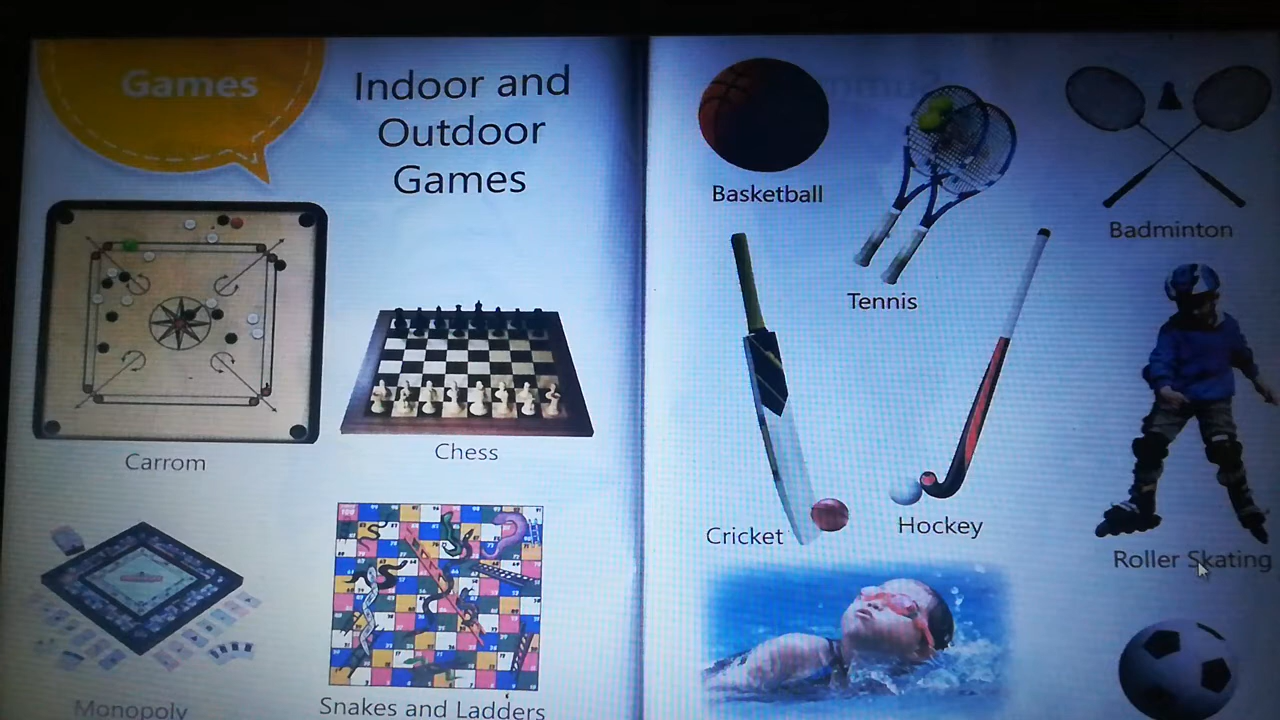 Games
Indoor and
Outdoor
Games
Carrom
Chess
Monopoly
Snakes and Ladders
Basketball
Tennis
Badminton
Cricket
Hockey
Roller Skating